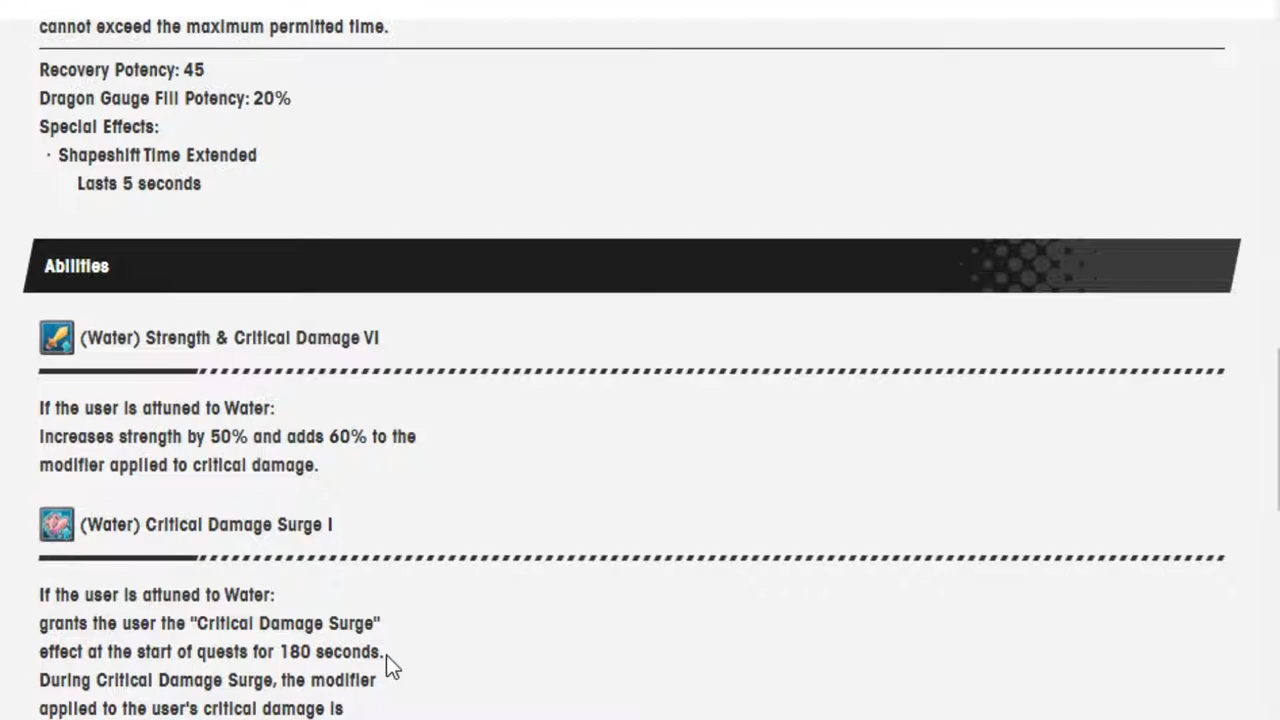 cannot exceed the maximum permitted time.
Recovery Potency: 45
Dragon Gauge Fill Potency: 20%
Special Effects:
· Shapeshift Time Extended
Lasts 5 seconds
Abilities
(Water) Strength & Critical Damage VI
If the user is attuned to Water:
Increases strength by 50% and adds 60% to the
modifier applied to critical damage.
(Water) Critical Damage Surge I
If the user is attuned to Water:
grants the user the "Critical Damage Surge"
effect at the start of quests for 180 seconds.
During Critical Damage Surge, the modifier
applied to the user's critical damage is